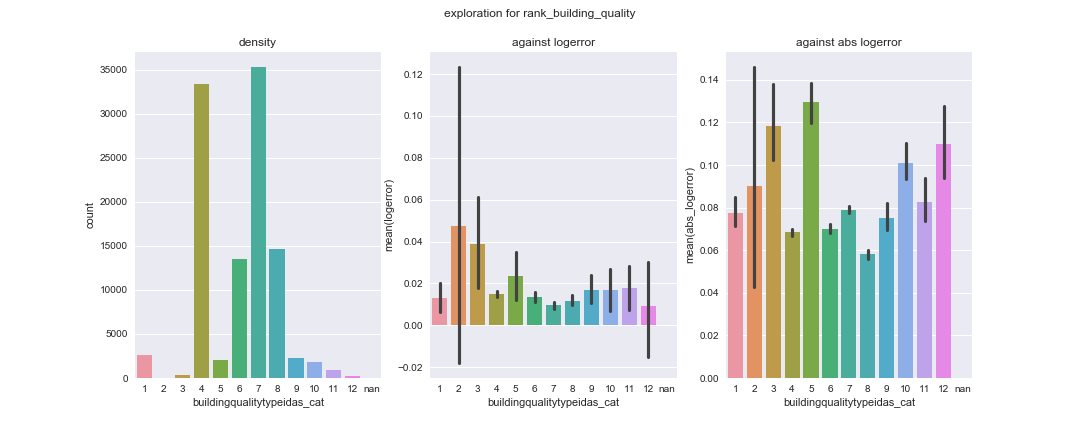 exploration for rank_building_quality
density
35000
30000
25000
20000
15000
10000
5000
0
count
1 2 3 4 5 6 7 8 9 10 11 12 nan
buildingqualitytypeidas_cat
against logerror
0.12
0.10
0.08
0.06
0.04
0.02
0.00
−0.02
mean(logerror)
1 2 3 4 5 6 7 8 9 10 11 12 nan
buildingqualitytypeidas_cat
against abs logerror
0.14
0.12
0.10
0.08
0.06
0.04
0.02
0.00
mean(abs_logerror)
1 2 3 4 5 6 7 8 9 10 11 12 nan
buildingqualitytypeidas_cat